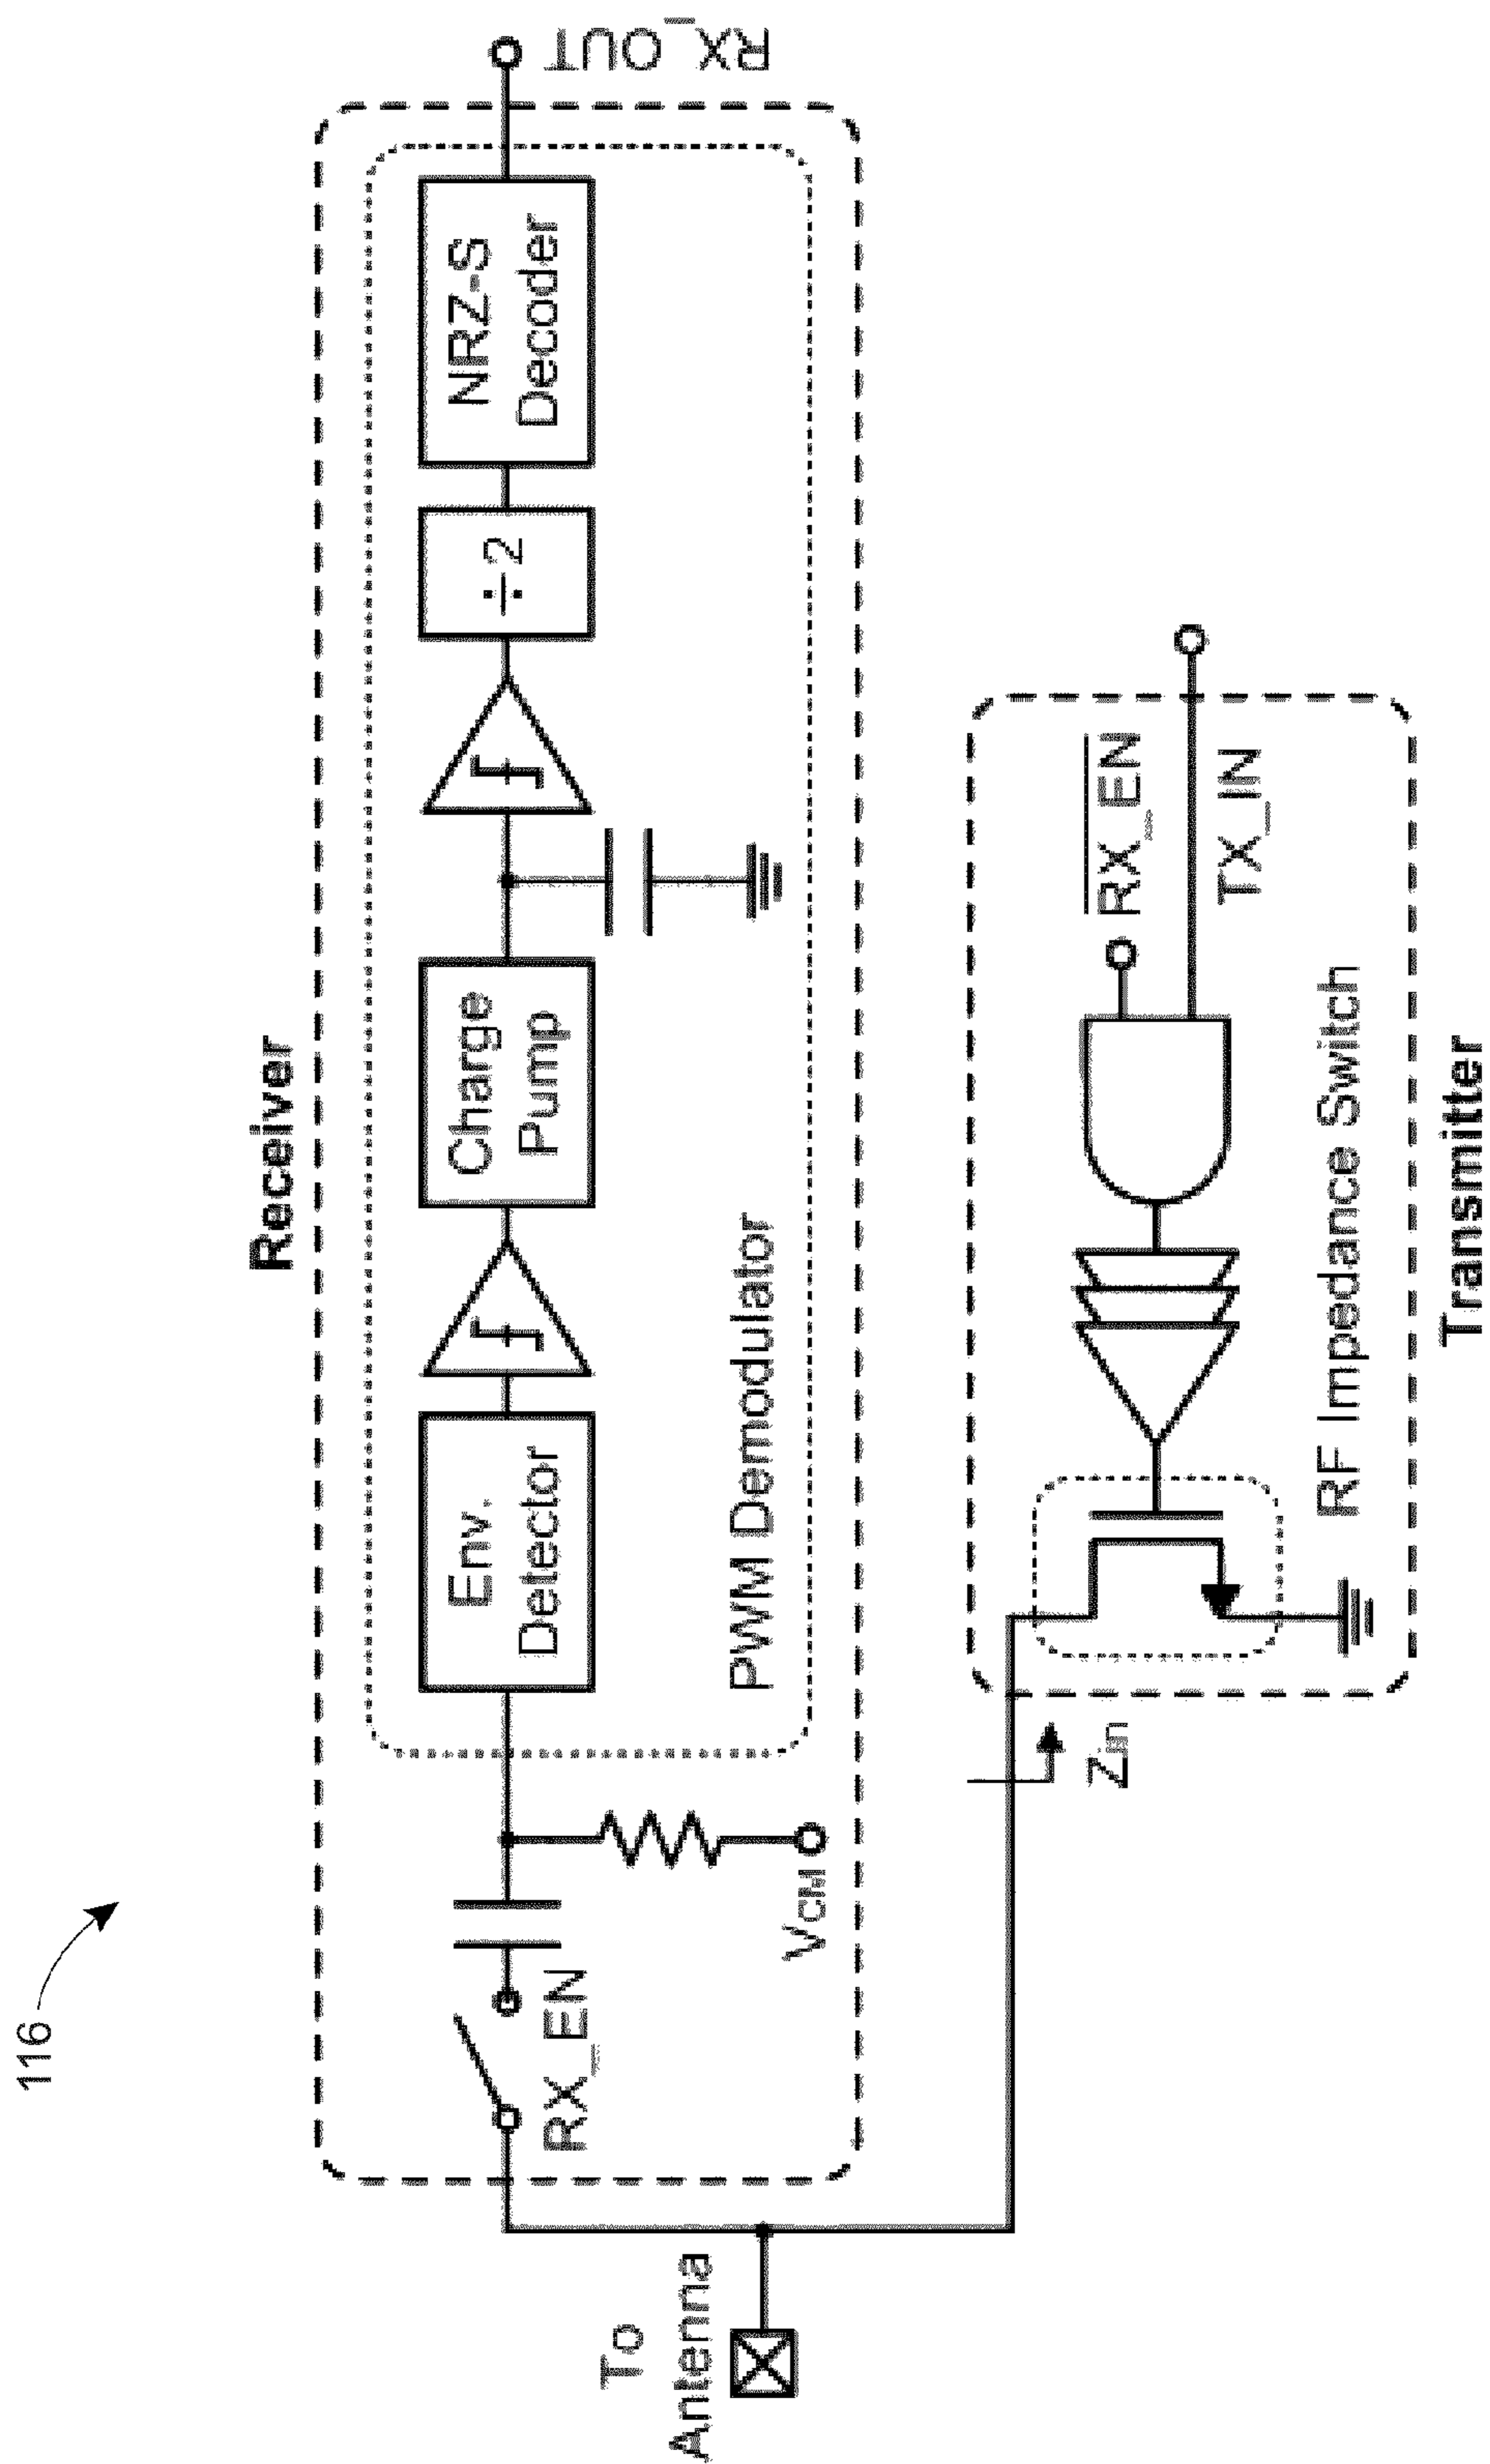 116
Receiver
To
Antenna
RX_EN
VCM
Env.
Detector
Charge
Pump
÷2
NRZ-S
Decoder
RX_OUT
PWM Demodulator
Zin
RX_EN
TX_IN
RF Impedance Switch
Transmitter